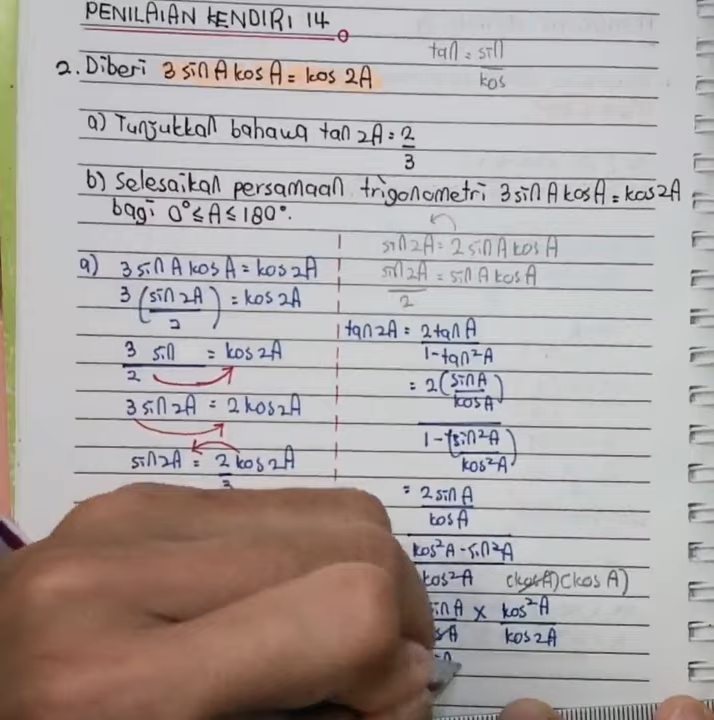 PENILAIAN KENDIRI 14
tan = sin
kos
2. Diberi 3 sin A kos A = kos 2A
a) Tunjukkan bahawa tan 2A = 2
3
b) Selesaikan persamaan trigonometri 3 sin A kos A = kos 2A
bagi 0° ≤ A ≤ 180°.
a) 3 sin A kos A = kos 2A
3 (sin 2A) = kos 2A
2
3 sin = kos 2A
2
3 sin 2A = 2 kos 2A
sin 2A = 2 kos 2A
3
sin 2A = 2 sin A kos A
sin 2A = sin A kos A
2
tan 2A = 2 tan A
1 - tan² A
= 2 (sin A)
kos A
1 - (sin² A)
kos² A
= 2 sin A
kos A
kos² A - sin² A
kos² A (kos A)(kos A)
sin A × kos² A
kos 2A